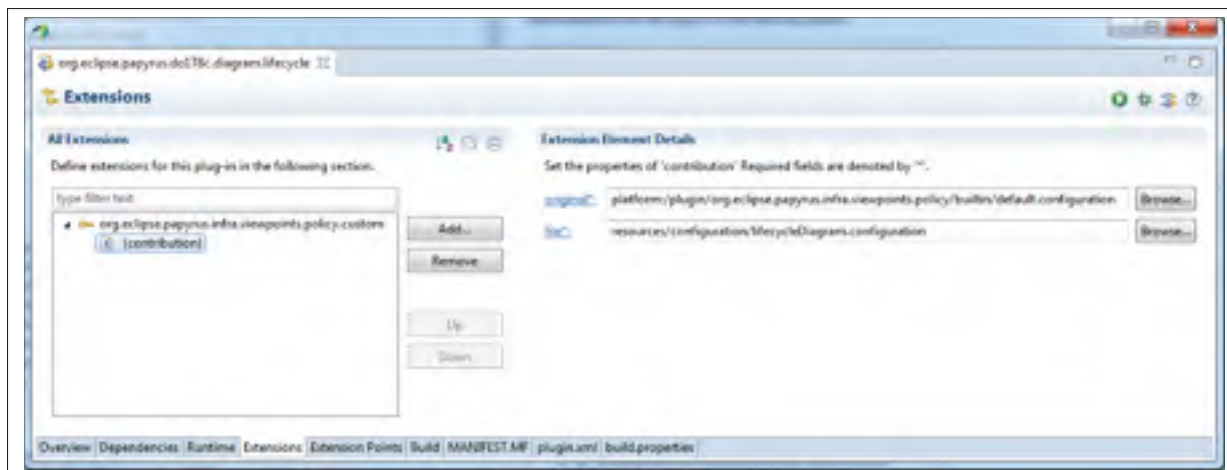 org.eclipse.papyrus.do178c.diagram.lifecycle
Extensions
All Extensions
Define extensions for this plug-in in the following section.
type filter text
org.eclipse.papyrus.infra.viewpoints.policy.custom
(contribution)
Add...
Remove
Up
Down
Extension Element Details
Set the properties of 'contribution' Required fields are denoted by '*'.
original*: platform:/plugin/org.eclipse.papyrus.infra.viewpoints.policy/builtin/default.configuration Browse...
file*: resources/configuration/lifecycleDiagram.configuration Browse...
Overview Dependencies Runtime Extensions Extension Points Build MANIFEST.MF plugin.xml build.properties